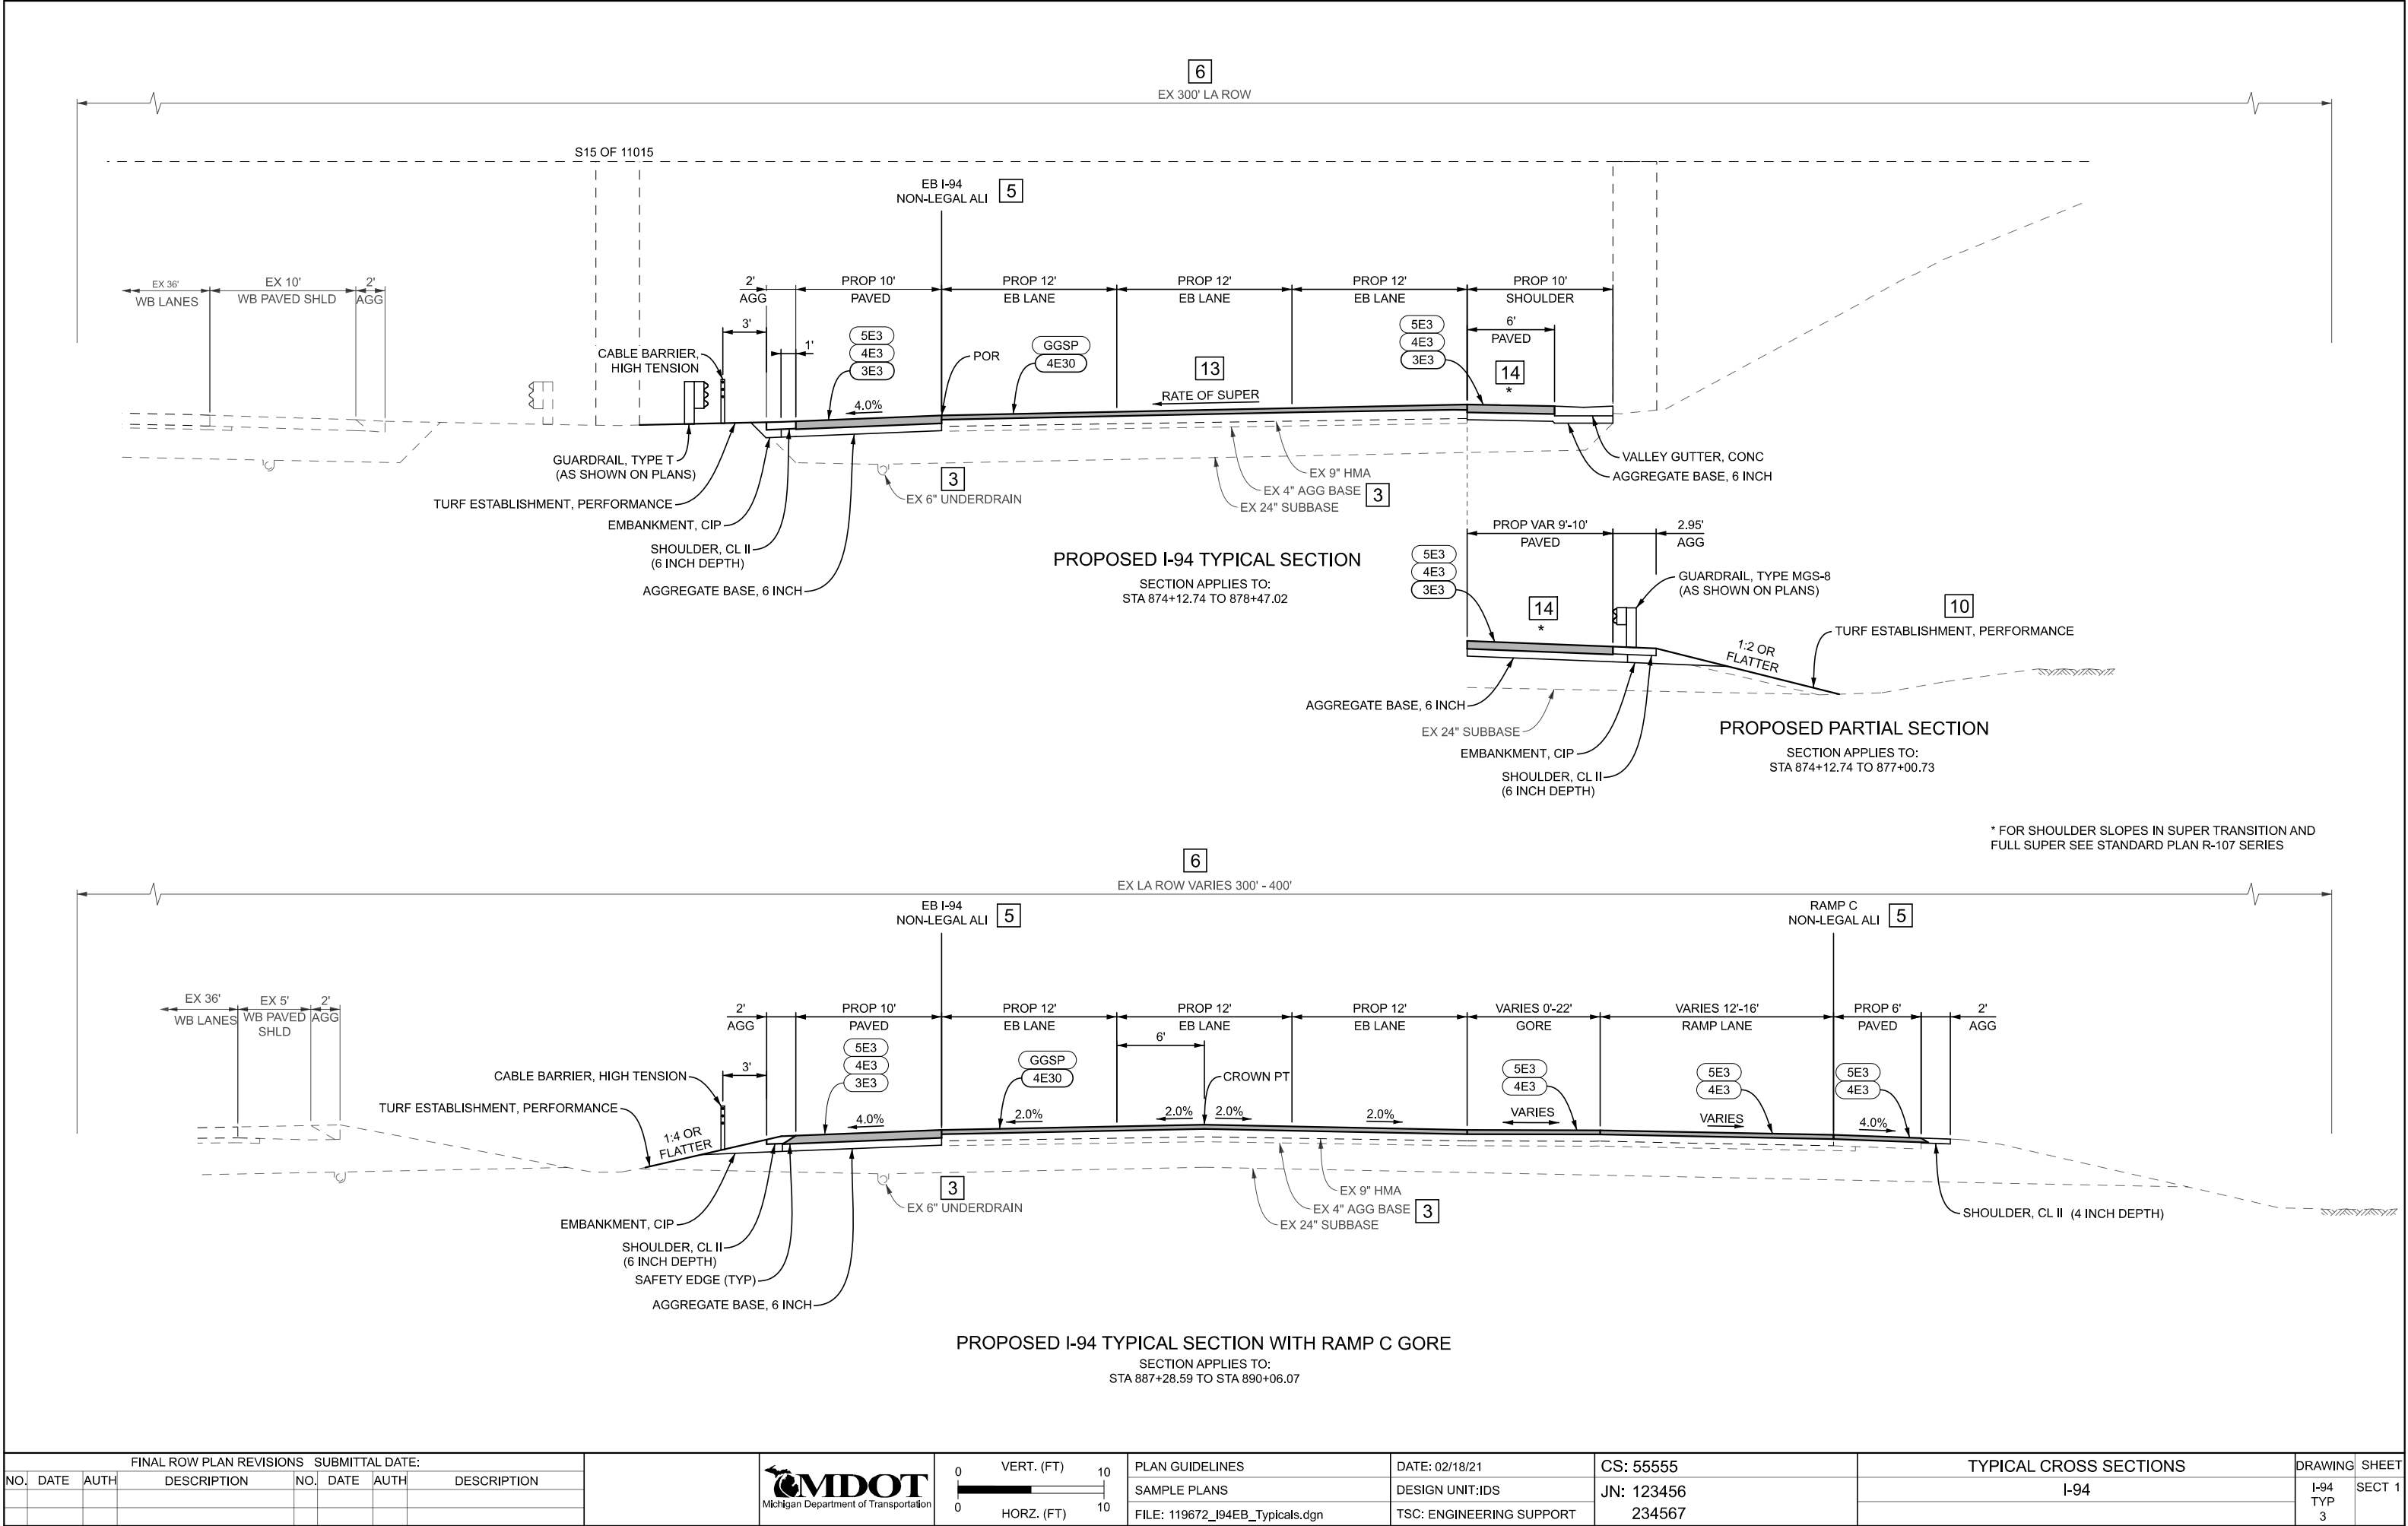 6
EX 300' LA ROW
S15 OF 11015
EB I-94
NON-LEGAL ALI
5
EX 36'
WB LANES
EX 10'
WB PAVED SHLD
2'
AGG
2'
AGG
PROP 10'
PAVED
PROP 12'
EB LANE
PROP 12'
EB LANE
PROP 12'
EB LANE
PROP 10'
SHOULDER
3'
1'
6'
PAVED
CABLE BARRIER,
HIGH TENSION
5E3
4E3
3E3
POR
GGSP
4E30
13
RATE OF SUPER
5E3
4E3
3E3
14
*
4.0%
GUARDRAIL, TYPE T
(AS SHOWN ON PLANS)
TURF ESTABLISHMENT, PERFORMANCE
EMBANKMENT, CIP
SHOULDER, CL II
(6 INCH DEPTH)
AGGREGATE BASE, 6 INCH
3
EX 6" UNDERDRAIN
EX 9" HMA
EX 4" AGG BASE
3
EX 24" SUBBASE
VALLEY GUTTER, CONC
AGGREGATE BASE, 6 INCH
PROPOSED I-94 TYPICAL SECTION
SECTION APPLIES TO:
STA 874+12.74 TO 878+47.02
PROP VAR 9'-10'
PAVED
2.95'
AGG
5E3
4E3
3E3
14
*
GUARDRAIL, TYPE MGS-8
(AS SHOWN ON PLANS)
10
TURF ESTABLISHMENT, PERFORMANCE
1:2 OR
FLATTER
AGGREGATE BASE, 6 INCH
EX 24" SUBBASE
EMBANKMENT, CIP
SHOULDER, CL II
(6 INCH DEPTH)
PROPOSED PARTIAL SECTION
SECTION APPLIES TO:
STA 874+12.74 TO 877+00.73
* FOR SHOULDER SLOPES IN SUPER TRANSITION AND
FULL SUPER SEE STANDARD PLAN R-107 SERIES
6
EX LA ROW VARIES 300' - 400'
EB I-94
NON-LEGAL ALI
5
RAMP C
NON-LEGAL ALI
5
EX 36'
WB LANES
EX 5'
WB PAVED
SHLD
2'
AGG
2'
AGG
PROP 10'
PAVED
PROP 12'
EB LANE
PROP 12'
EB LANE
PROP 12'
EB LANE
VARIES 0'-22'
GORE
VARIES 12'-16'
RAMP LANE
PROP 6'
PAVED
2'
AGG
3'
6'
CABLE BARRIER, HIGH TENSION
TURF ESTABLISHMENT, PERFORMANCE
5E3
4E3
3E3
GGSP
4E30
CROWN PT
5E3
4E3
5E3
4E3
5E3
4E3
1:4 OR
FLATTER
4.0%
2.0%
2.0%
2.0%
2.0%
VARIES
VARIES
4.0%
EMBANKMENT, CIP
SHOULDER, CL II
(6 INCH DEPTH)
SAFETY EDGE (TYP)
AGGREGATE BASE, 6 INCH
3
EX 6" UNDERDRAIN
EX 9" HMA
EX 4" AGG BASE
3
EX 24" SUBBASE
SHOULDER, CL II (4 INCH DEPTH)
PROPOSED I-94 TYPICAL SECTION WITH RAMP C GORE
SECTION APPLIES TO:
STA 887+28.59 TO STA 890+06.07
FINAL ROW PLAN REVISIONS SUBMITTAL DATE:
NO. DATE AUTH DESCRIPTION NO. DATE AUTH DESCRIPTION
MDOT
Michigan Department of Transportation
0 VERT. (FT) 10
0 HORZ. (FT) 10
PLAN GUIDELINES
SAMPLE PLANS
FILE: 119672_I94EB_Typicals.dgn
DATE: 02/18/21
DESIGN UNIT:IDS
TSC: ENGINEERING SUPPORT
CS: 55555
JN: 123456
234567
TYPICAL CROSS SECTIONS
I-94
DRAWING
I-94
TYP
3
SHEET
SECT 1